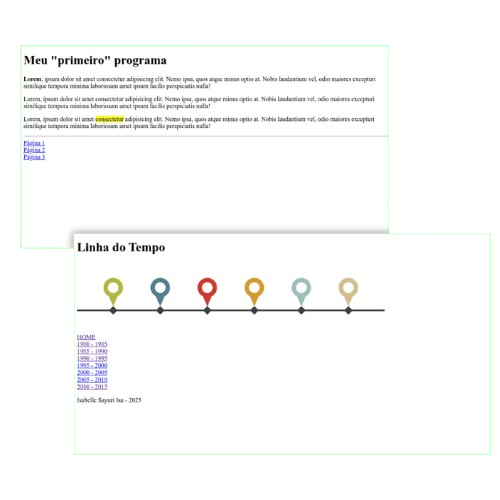 Meu "primeiro" programa
Lorem, ipsum dolor sit amet consectetur adipisicing elit. Nemo ipsa, quos atque minus optio at. Nobis laudantium vel, odio maiores excepturi
similique tempora minima laboriosam amet ipsam facilis perspiciatis nulla!
Lorem, ipsum dolor sit amet consectetur adipisicing elit. Nemo ipsa, quos atque minus optio at. Nobis laudantium vel, odio maiores excepturi
similique tempora minima laboriosam amet ipsam facilis perspiciatis nulla!
Lorem, ipsum dolor sit amet consectetur adipisicing elit. Nemo ipsa, quos atque minus optio at. Nobis laudantium vel, odio maiores excepturi
similique tempora minima laboriosam amet ipsam facilis perspiciatis nulla!
Página 1
Página 2
Página 3
Linha do Tempo
HOME
1980 - 1985
1985 - 1990
1990 - 1995
1995 - 2000
2000 - 2005
2005 - 2010
2010 - 2015
Isabelle Sayuri Isa - 2025